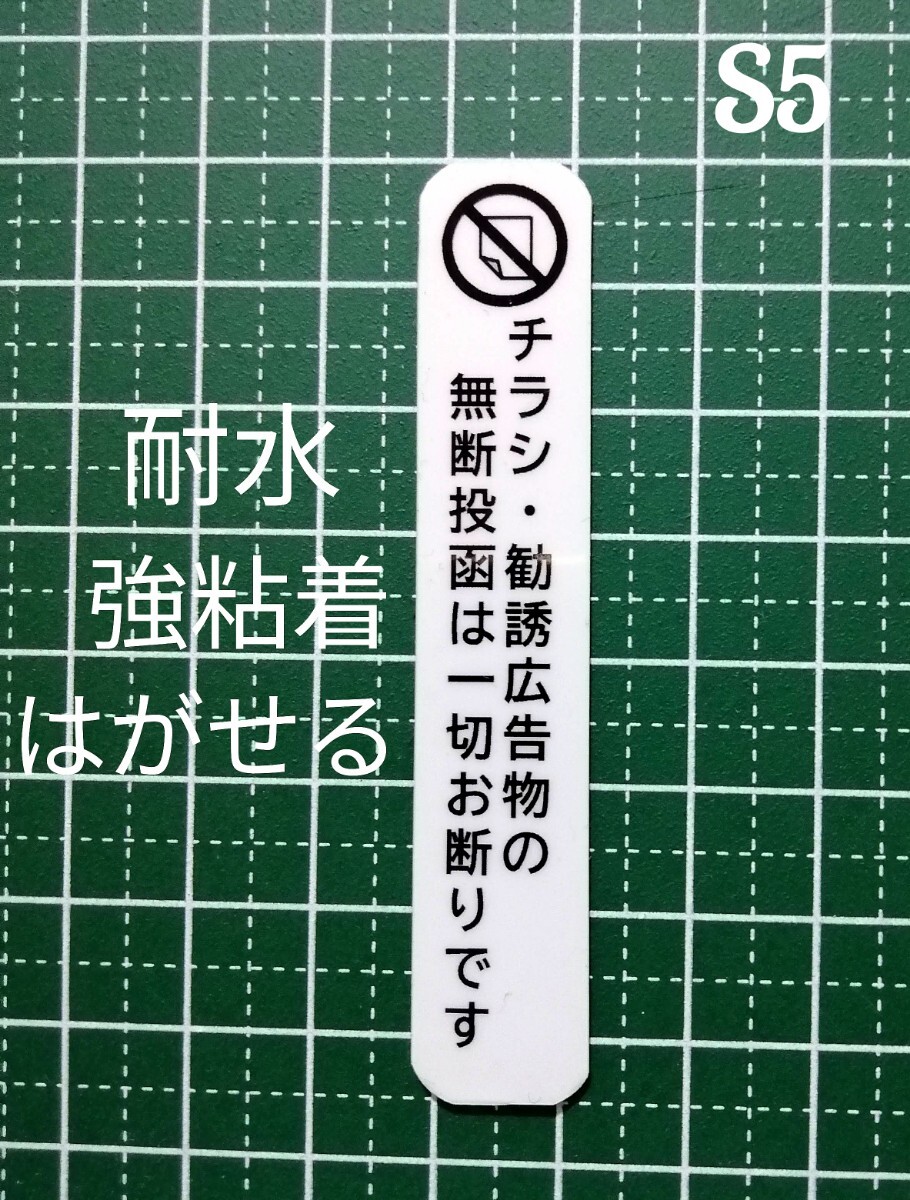 S5
チラシ・勧誘広告物の
無断投函は一切お断りです
耐水
強粘着
はがせる